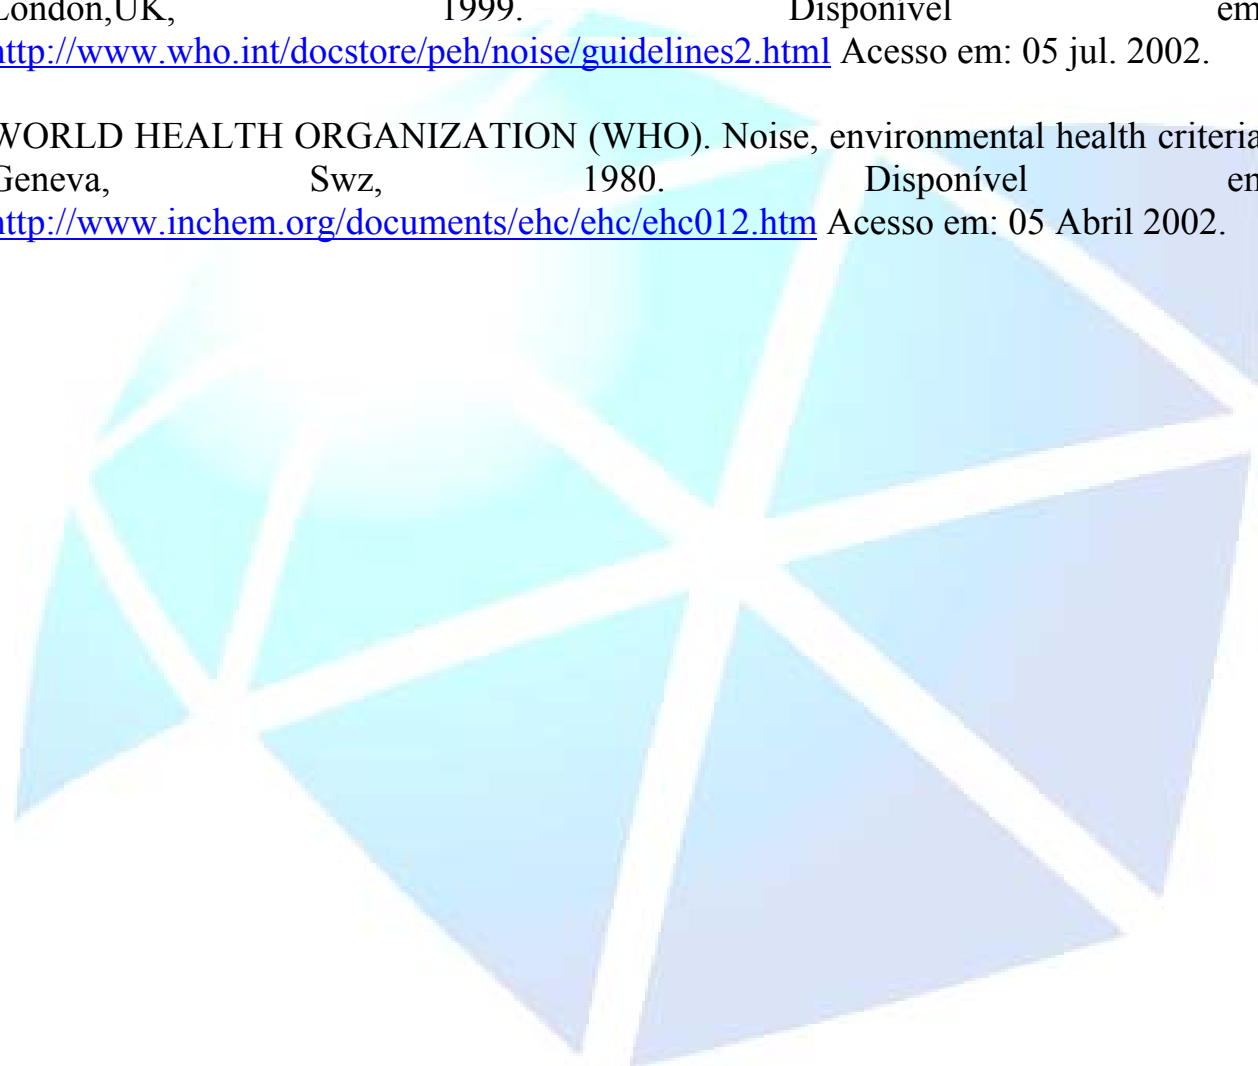 London,UK, 1999. Disponível em
http://www.who.int/docstore/peh/noise/guidelines2.html Acesso em: 05 jul. 2002.
WORLD HEALTH ORGANIZATION (WHO). Noise, environmental health criteria
Geneva, Swz, 1980. Disponível em
http://www.inchem.org/documents/ehc/ehc/ehc012.htm Acesso em: 05 Abril 2002.